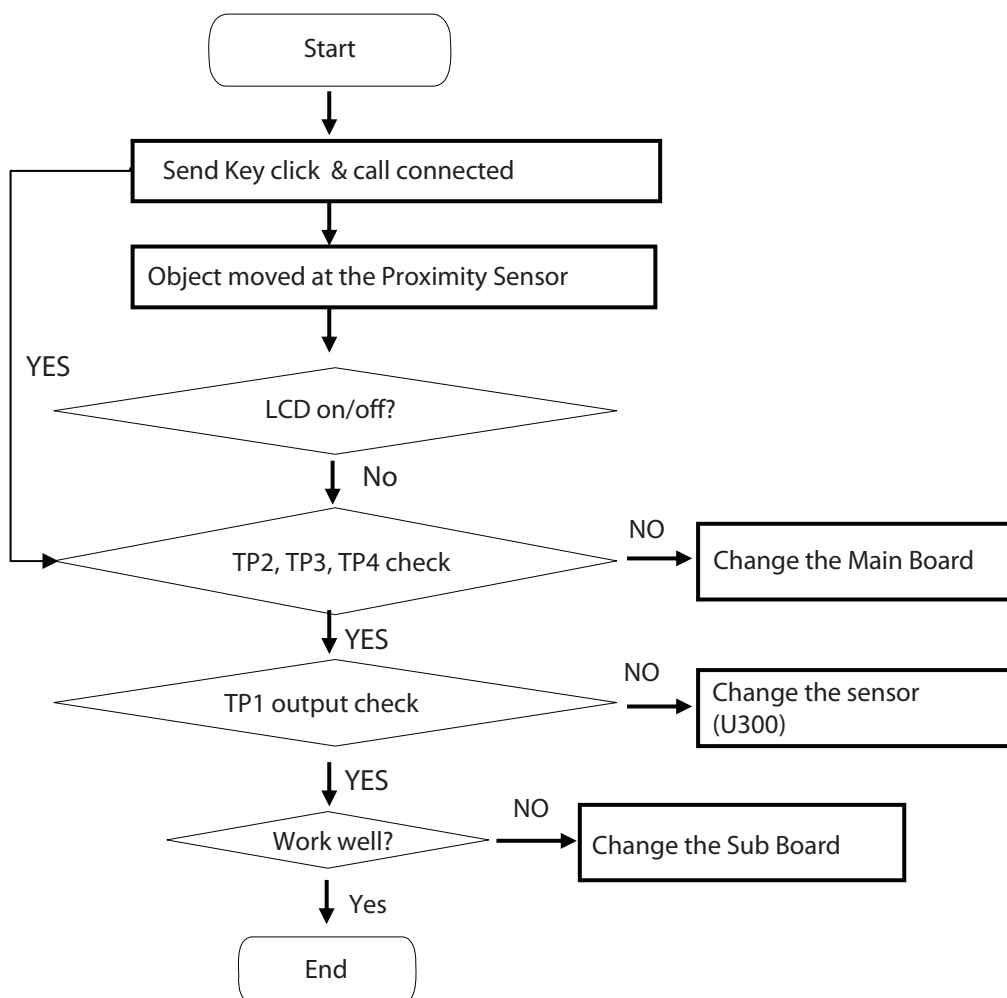 Start
Send Key click & call connected
Object moved at the Proximity Sensor
YES
LCD on/off?
No
TP2, TP3, TP4 check
NO
Change the Main Board
YES
TP1 output check
NO
Change the sensor
(U300)
YES
Work well?
NO
Change the Sub Board
Yes
End